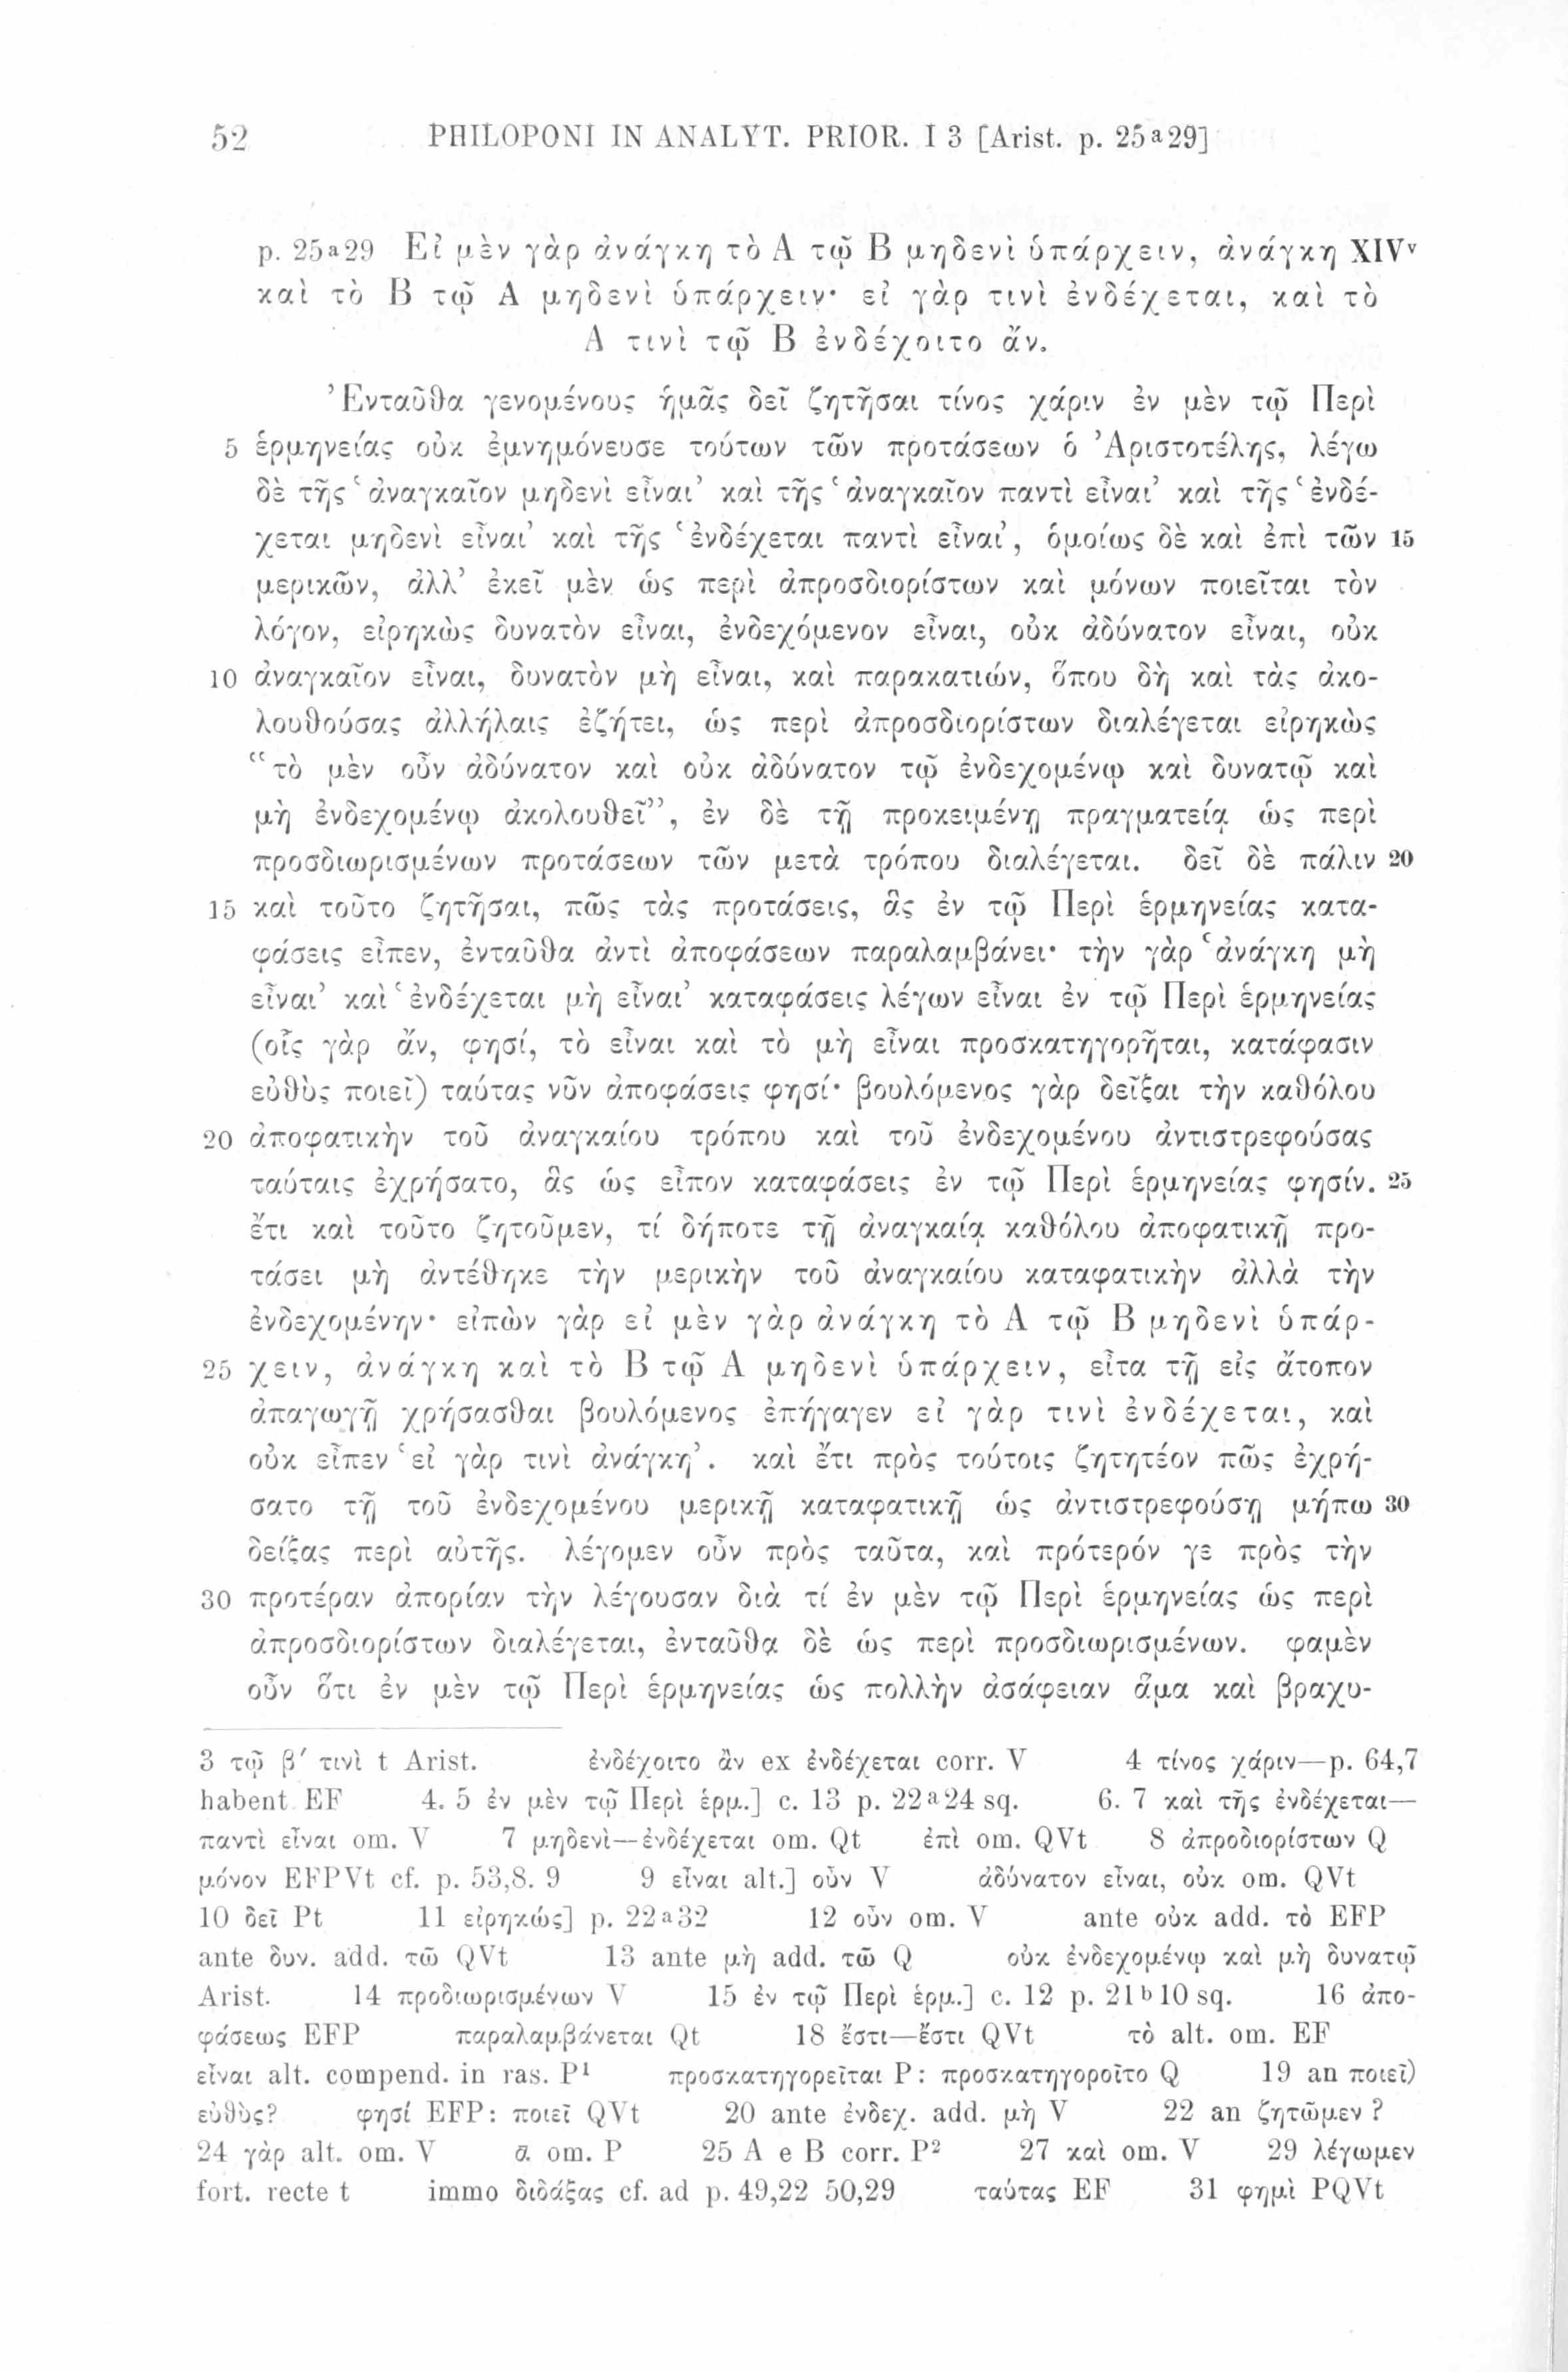 52 PHILOPONI IN ANALYT. PRIOR. I 3 [Arist. p. 25a29]
p. 25a29 Εἰ μὲν γὰρ ἀνάγκη τὸ Α τῷ Β μηδενὶ ὑπάρχειν, ἀνάγκη XIVv
καὶ τὸ Β τῷ Α μηδενὶ ὑπάρχειν· εἰ γὰρ τινὶ ἐνδέχεται, καὶ τὸ
Α τινὶ τῷ Β ἐνδέχοιτο ἄν.
Ἐνταῦθα γενομένους ἡμᾶς δεῖ ζητῆσαι τίνος χάριν ἐν μὲν τῷ Περὶ
5 ἑρμηνείας οὐκ ἐμνημόνευσε τούτων τῶν προτάσεων ὁ Ἀριστοτέλης, λέγω
δὲ τῆς ‘ἀναγκαῖον μηδενὶ εἶναι’ καὶ τῆς ‘ἀναγκαῖον παντὶ εἶναι’ καὶ τῆς ‘ἐνδέ-
χεται μηδενὶ εἶναι’ καὶ τῆς ‘ἐνδέχεται παντὶ εἶναι’, ὁμοίως δὲ καὶ ἐπὶ τῶν 15
μερικῶν, ἀλλ’ ἐκεῖ μὲν ὡς περὶ ἀπροσδιορίστων καὶ μόνων ποιεῖται τὸν
λόγον, εἰρηκὼς δυνατὸν εἶναι, ἐνδεχόμενον εἶναι, οὐκ ἀδύνατον εἶναι, οὐκ
10 ἀναγκαῖον εἶναι, δυνατὸν μὴ εἶναι, καὶ παρακατιών, ὅπου δὴ καὶ τὰς ἀκο-
λουθούσας ἀλλήλαις ἐζήτει, ὡς περὶ ἀπροσδιορίστων διαλέγεται εἰρηκὼς
“τὸ μὲν οὖν ἀδύνατον καὶ οὐκ ἀδύνατον τῷ ἐνδεχομένῳ καὶ δυνατῷ καὶ
μὴ ἐνδεχομένῳ ἀκολουθεῖ”, ἐν δὲ τῇ προκειμένῃ πραγματείᾳ ὡς περὶ
προσδιωρισμένων προτάσεων τῶν μετὰ τρόπου διαλέγεται. δεῖ δὲ πάλιν 20
15 καὶ τοῦτο ζητῆσαι, πῶς τὰς προτάσεις, ἃς ἐν τῷ Περὶ ἑρμηνείας κατα-
φάσεις εἶπεν, ἐνταῦθα ἀντὶ ἀποφάσεων παραλαμβάνει· τὴν γὰρ ‘ἀνάγκη μὴ
εἶναι’ καὶ ‘ἐνδέχεται μὴ εἶναι’ καταφάσεις λέγων εἶναι ἐν τῷ Περὶ ἑρμηνείας
(οἷς γὰρ ἄν, φησί, τὸ εἶναι καὶ τὸ μὴ εἶναι προσκατηγορῆται, κατάφασιν
εὐθὺς ποιεῖ) ταύτας νῦν ἀποφάσεις φησί· βουλόμενος γὰρ δεῖξαι τὴν καθόλου
20 ἀποφατικὴν τοῦ ἀναγκαίου τρόπου καὶ τοῦ ἐνδεχομένου ἀντιστρεφούσας
ταύταις ἐχρήσατο, ἃς ὡς εἶπον καταφάσεις ἐν τῷ Περὶ ἑρμηνείας φησίν. 25
ἔτι καὶ τοῦτο ζητοῦμεν, τί δήποτε τῇ ἀναγκαίᾳ καθόλου ἀποφατικῇ προ-
τάσει μὴ ἀντέθηκε τὴν μερικὴν τοῦ ἀναγκαίου καταφατικὴν ἀλλὰ τὴν
ἐνδεχομένην· εἰπὼν γὰρ εἰ μὲν γὰρ ἀνάγκη τὸ Α τῷ Β μηδενὶ ὑπάρ-
25 χειν, ἀνάγκη καὶ τὸ Β τῷ Α μηδενὶ ὑπάρχειν, εἶτα τῇ εἰς ἄτοπον
ἀπαγωγῇ χρήσασθαι βουλόμενος ἐπήγαγεν εἰ γὰρ τινὶ ἐνδέχεται, καὶ
οὐκ εἶπεν ‘εἰ γὰρ τινὶ ἀνάγκη’. καὶ ἔτι πρὸς τούτοις ζητητέον πῶς ἐχρή-
σατο τῇ τοῦ ἐνδεχομένου μερικῇ καταφατικῇ ὡς ἀντιστρεφούσῃ μήπω 30
δείξας περὶ αὐτῆς. λέγομεν οὖν πρὸς ταῦτα, καὶ πρότερόν γε πρὸς τὴν
30 προτέραν ἀπορίαν τὴν λέγουσαν διὰ τί ἐν μὲν τῷ Περὶ ἑρμηνείας ὡς περὶ
ἀπροσδιορίστων διαλέγεται, ἐνταῦθα δὲ ὡς περὶ προσδιωρισμένων. φαμὲν
οὖν ὅτι ἐν μὲν τῷ Περὶ ἑρμηνείας ὡς πολλὴν ἀσάφειαν ἅμα καὶ βραχυ-
3 τῷ β′ τινὶ t Arist. ἐνδέχοιτο ἂν ex ἐνδέχεται corr. V 4 τίνος χάριν—p. 64,7
habent EF 4. 5 ἐν μὲν τῷ Περὶ ἑρμ.] c. 13 p. 22a24 sq. 6. 7 καὶ τῆς ἐνδέχεται—
παντὶ εἶναι om. V 7 μηδενὶ—ἐνδέχεται om. Qt ἐπὶ om. QVt 8 ἀπροδιορίστων Q
μόνον EFPVt cf. p. 53,8. 9 9 εἶναι alt.] οὖν V ἀδύνατον εἶναι, οὐκ om. QVt
10 δεῖ Pt 11 εἰρηκώς] p. 22a32 12 οὖν om. V ante οὐκ add. τὸ EFP
ante δυν. add. τῶ QVt 13 ante μὴ add. τῶ Q οὐκ ἐνδεχομένῳ καὶ μὴ δυνατῷ
Arist. 14 προδιωρισμένων V 15 ἐν τῷ Περὶ ἑρμ.] c. 12 p. 21b10 sq. 16 ἀπο-
φάσεως EFP παραλαμβάνεται Qt 18 ἔστι—ἔστι QVt τὸ alt. om. EF
εἶναι alt. compend. in ras. P1 προσκατηγορεῖται P: προσκατηγοροῖτο Q 19 an ποιεῖ)
εὐθὺς? φησί EFP: ποιεῖ QVt 20 ante ἐνδεχ. add. μὴ V 22 an ζητῶμεν?
24 γὰρ alt. om. V ᾱ om. P 25 A e B corr. P2 27 καὶ om. V 29 λέγωμεν
fort. recte t immo διδάξας cf. ad p. 49,22 50,29 ταύτας EF 31 φημὶ PQVt